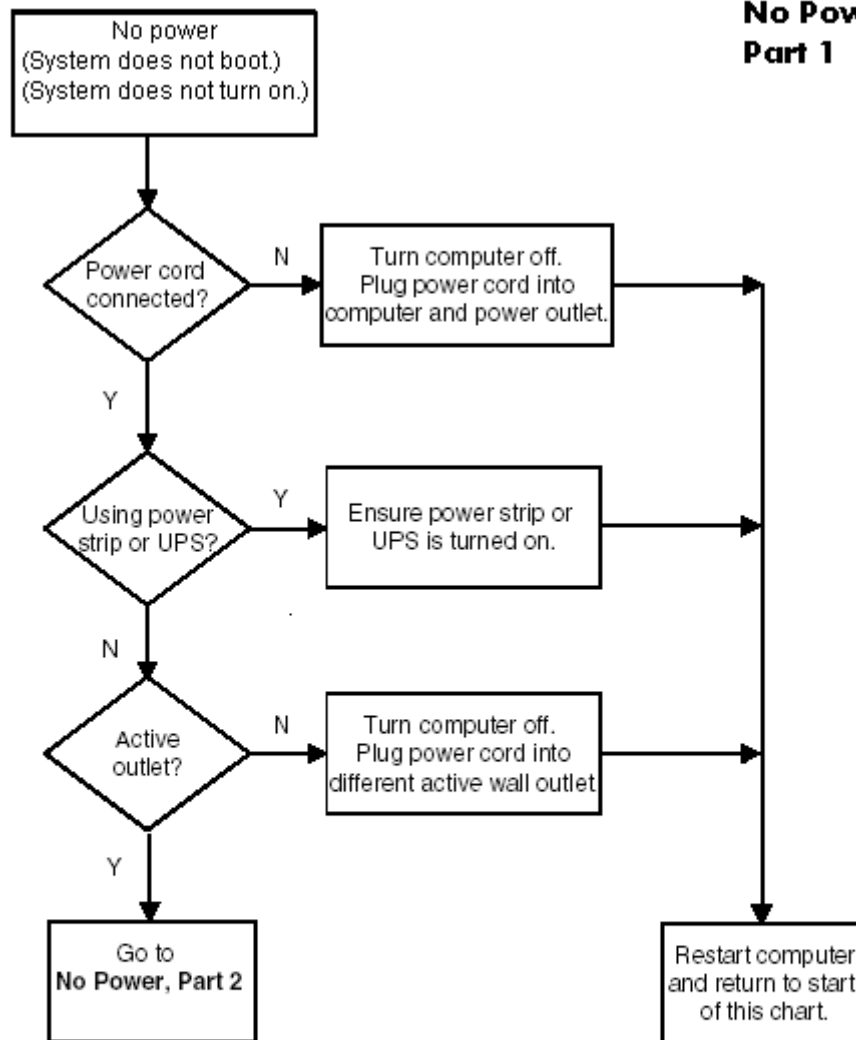 No Pow
Part 1
No power
(System does not boot.)
(System does not turn on.)
Power cord
connected?
N
Turn computer off.
Plug power cord into
computer and power outlet.
Y
Using power
strip or UPS?
Y
Ensure power strip or
UPS is turned on.
N
Active
outlet?
N
Turn computer off.
Plug power cord into
different active wall outlet
Y
Go to
No Power, Part 2
Restart computer
and return to start
of this chart.